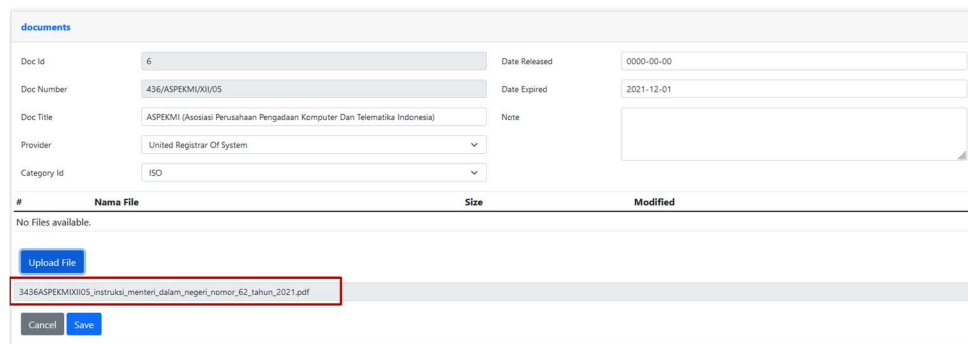 documents
Doc Id 6 Date Released 0000-00-00
Doc Number 436/ASPEKMI/XII/05 Date Expired 2021-12-01
Doc Title ASPEKMI (Asosiasi Perusahaan Pengadaan Komputer Dan Telematika Indonesia) Note
Provider United Registrar Of System
Category Id ISO
# Nama File Size Modified
No Files available.
Upload File
3436ASPEKMIXII05_instruksi_menteri_dalam_negeri_nomor_62_tahun_2021.pdf
Cancel Save